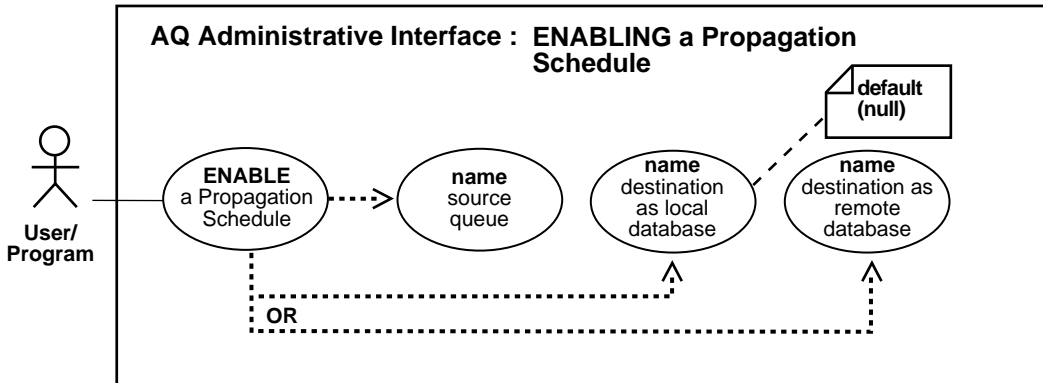 AQ Administrative Interface : ENABLING a Propagation
Schedule
default
(null)
User/
Program
ENABLE
a Propagation
Schedule
name
source
queue
name
destination
as local
database
name
destination as
remote
database
OR